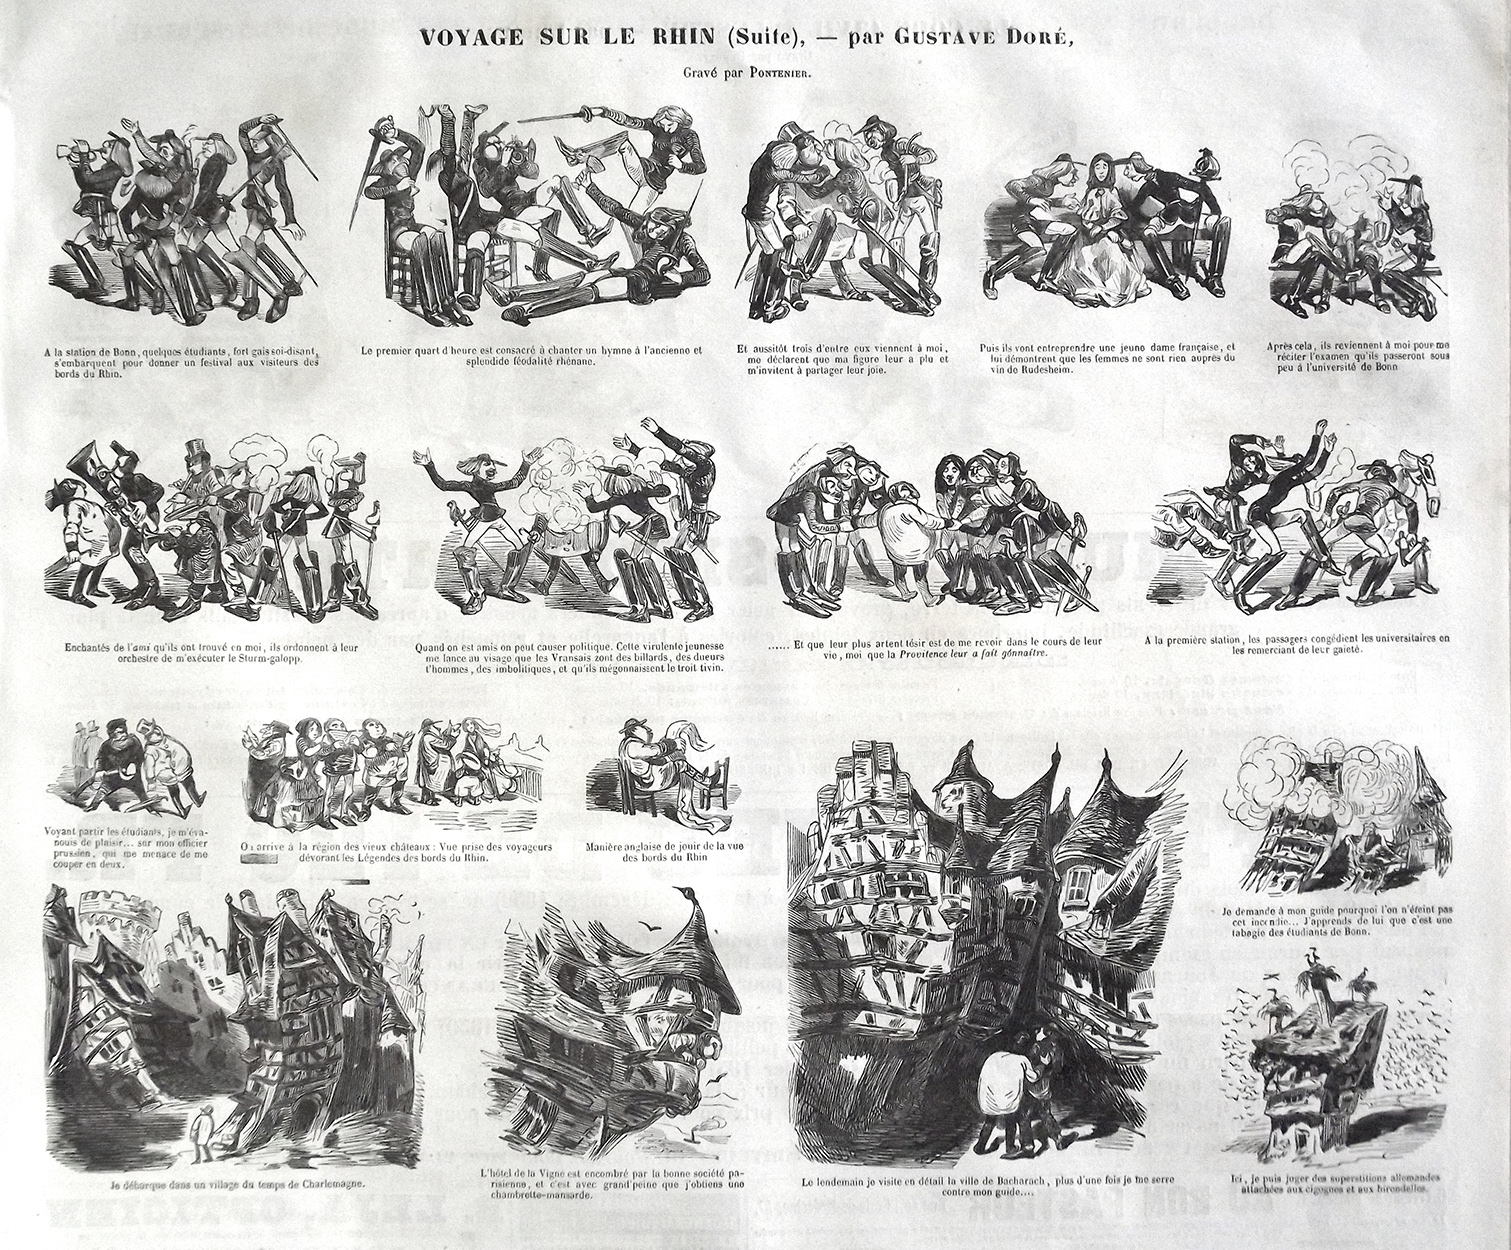 VOYAGE SUR LE RHIN (Suite), — par GUSTAVE DORÉ,
Gravé par PONTENIER.
A la station de Bonn, quelques étudiants, fort gais soi-disant,
s'embarquent pour donner un festival aux visiteurs des
bords du Rhin.
Le premier quart d'heure est consacré à chanter un hymne à l'ancienne et
splendide féodalité rhénane.
Et aussitôt trois d'entre eux viennent à moi,
me déclarent que ma figure leur a plu et
m'invitent à partager leur joie.
Puis ils vont entreprendre une jeune dame française, et
lui démontrent que les femmes ne sont rien auprès du
vin de Rudesheim.
Après cela, ils reviennent à moi pour me
réciter l'examen qu'ils passeront sous
peu à l'université de Bonn
Enchantés de l'ami qu'ils ont trouvé en moi, ils ordonnent à leur
orchestre de m'exécuter le Sturm-galopp.
Quand on est amis on peut causer politique. Cette virulente jeunesse
me lance au visage que les Vransais zont des billards, des dueurs
t'hommes, des imbolitiques, et qu'ils mégonnaissent le troit tivin.
...... Et que leur plus artent tésir est de me revoir dans le cours de leur
vie, moi que la Provitence leur a fait gônnaitre.
A la première station, les passagers congédient les universitaires en
les remerciant de leur gaieté.
Voyant partir les étudiants, je m'éva-
nouis de plaisir... sur mon officier
prussien, qui me menace de me
couper en deux.
On arrive à la région des vieux châteaux : Vue prise des voyageurs
dévorant les Légendes des bords du Rhin.
Manière anglaise de jouir de la vue
des bords du Rhin
Je demande à mon guide pourquoi l'on n'éteint pas
cet incendie... J'apprends de lui que c'est une
tabagie des étudiants de Bonn.
Je débarque dans un village du temps de Charlemagne.
L'hôtel de la Vigne est encombré par la bonne société pa-
risienne, et c'est avec grand'peine que j'obtiens une
chambrette-mansarde.
Le lendemain je visite en détail la ville de Bacharach, plus d'une fois je me serre
contre mon guide....
Ici, je puis juger des superstitions allemandes
attachées aux cigognes et aux hirondelles.